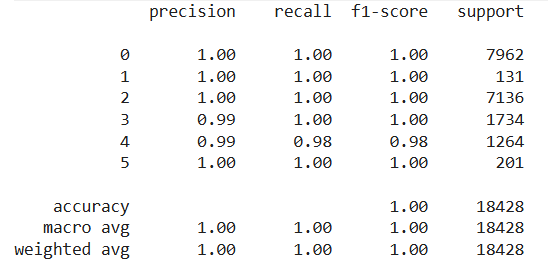 precision recall f1-score support
0 1.00 1.00 1.00 7962
1 1.00 1.00 1.00 131
2 1.00 1.00 1.00 7136
3 0.99 1.00 1.00 1734
4 0.99 0.98 0.98 1264
5 1.00 1.00 1.00 201
accuracy 1.00 18428
macro avg 1.00 1.00 1.00 18428
weighted avg 1.00 1.00 1.00 18428